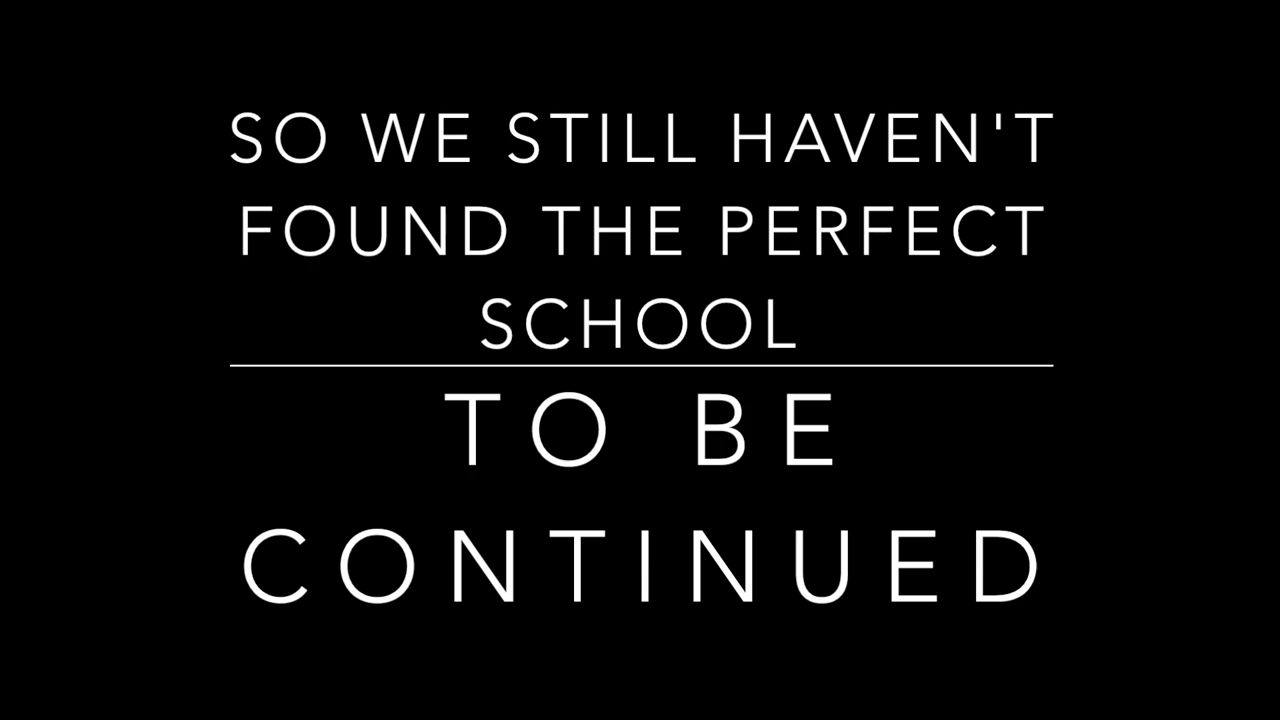 SO WE STILL HAVEN'T
FOUND THE PERFECT
SCHOOL
TO BE
CONTINUED